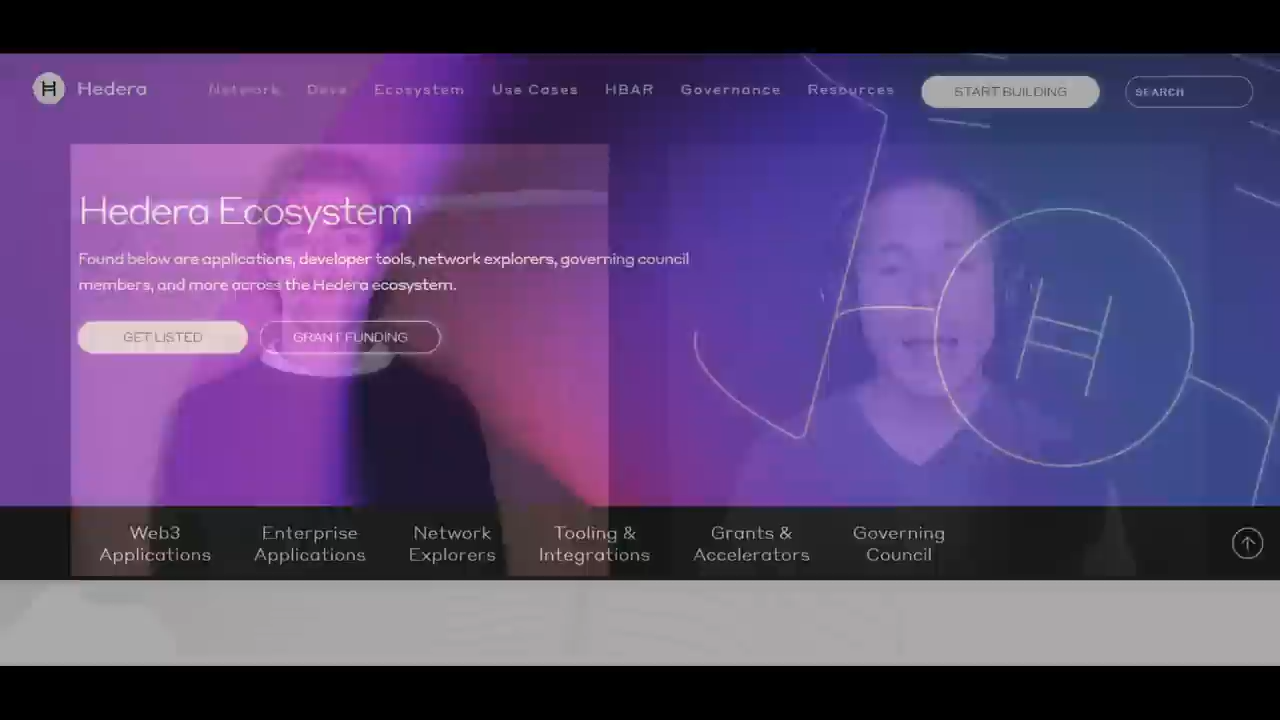 Hedera
Network Devs Ecosystem Use Cases HBAR Governance Resources START BUILDING SEARCH
Hedera Ecosystem
Found below are applications, developer tools, network explorers, governing council
members, and more across the Hedera ecosystem.
GET LISTED GRANT FUNDING
Web3
Applications
Enterprise
Applications
Network
Explorers
Tooling &
Integrations
Grants &
Accelerators
Governing
Council